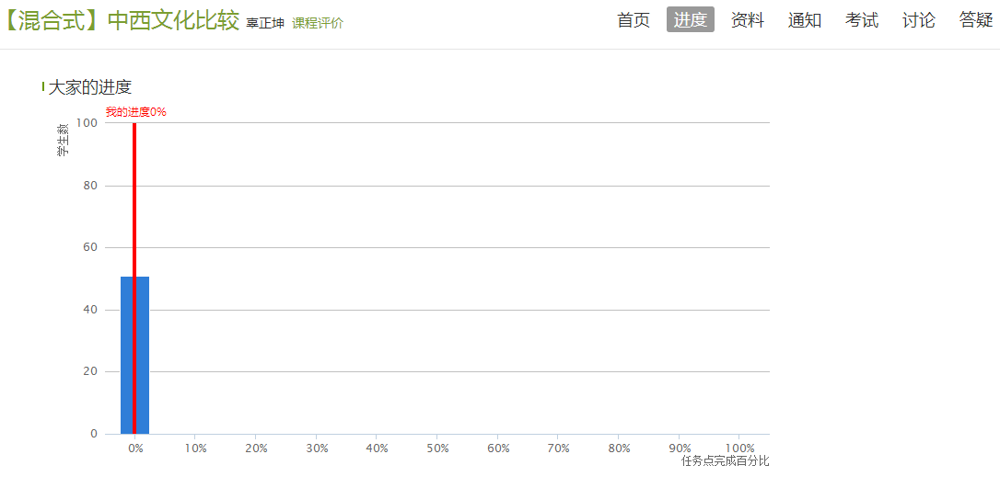 【混合式】中西文化比较 辜正坤 课程评价
首页 进度 资料 通知 考试 讨论 答疑
大家的进度
我的进度0%
学生数
100
80
60
40
20
0
0% 10% 20% 30% 40% 50% 60% 70% 80% 90% 100%
任务点完成百分比